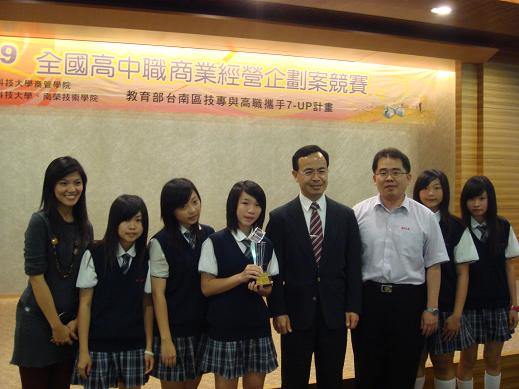 9 全國高中職商業經營企劃案競賽
科技大學商管學院
科技大學、南榮技術學院
教育部台南區技專與高職攜手7-UP計畫